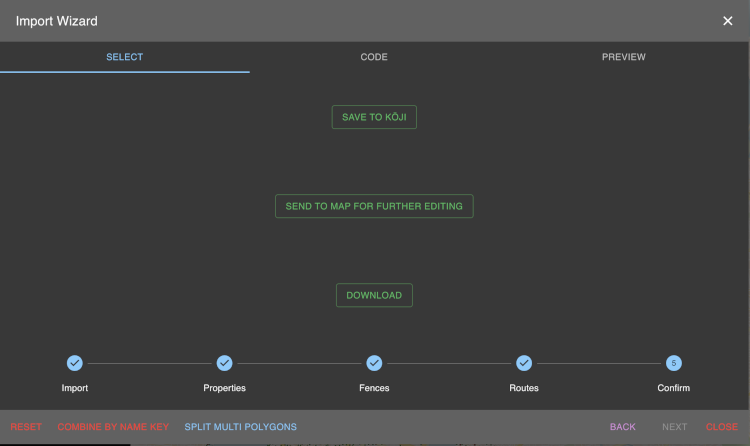 Import Wizard
SELECT CODE PREVIEW
SAVE TO KŌJI
SEND TO MAP FOR FURTHER EDITING
DOWNLOAD
5
Import Properties Fences Routes Confirm
RESET COMBINE BY NAME KEY SPLIT MULTI POLYGONS BACK NEXT CLOSE